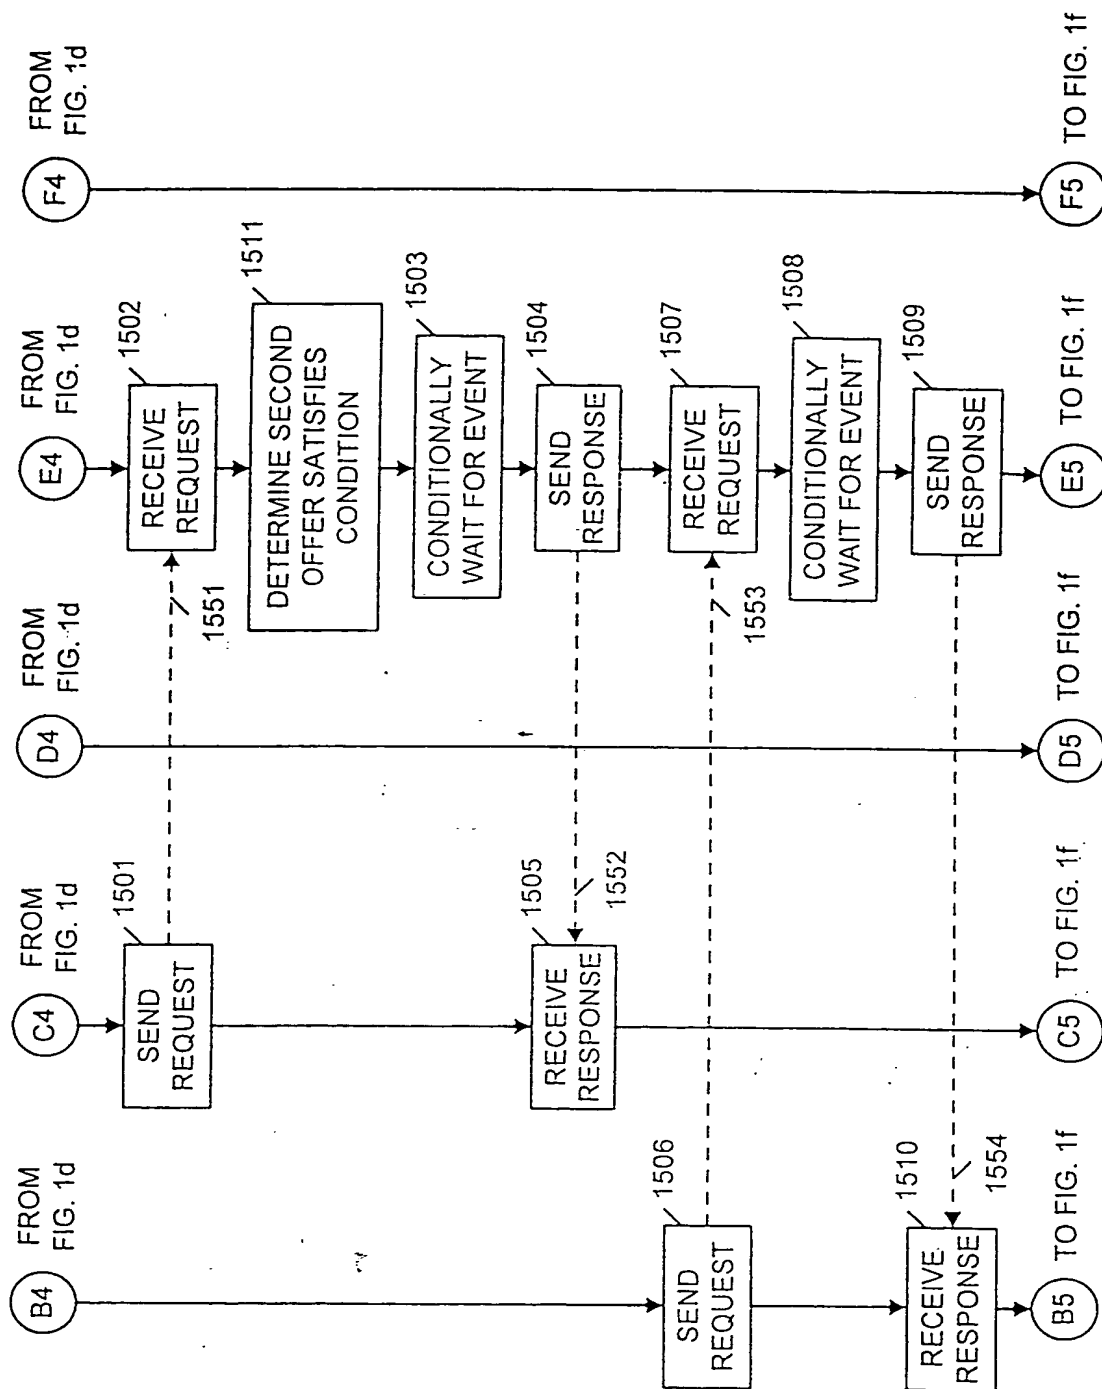 B4
FROM
FIG. 1d
SEND
REQUEST
1506
RECEIVE
RESPONSE
1510
1554
B5
TO FIG. 1f
C4
FROM
FIG. 1d
SEND
REQUEST
1501
RECEIVE
RESPONSE
1505
1552
C5
TO FIG. 1f
D4
FROM
FIG. 1d
D5
TO FIG. 1f
E4
FROM
FIG. 1d
RECEIVE
REQUEST
1502
1551
DETERMINE SECOND
OFFER SATISFIES
CONDITION
1511
CONDITIONALLY
WAIT FOR EVENT
1503
SEND
RESPONSE
1504
RECEIVE
REQUEST
1507
1553
CONDITIONALLY
WAIT FOR EVENT
1508
SEND
RESPONSE
1509
E5
TO FIG. 1f
F4
FROM
FIG. 1d
F5
TO FIG. 1f